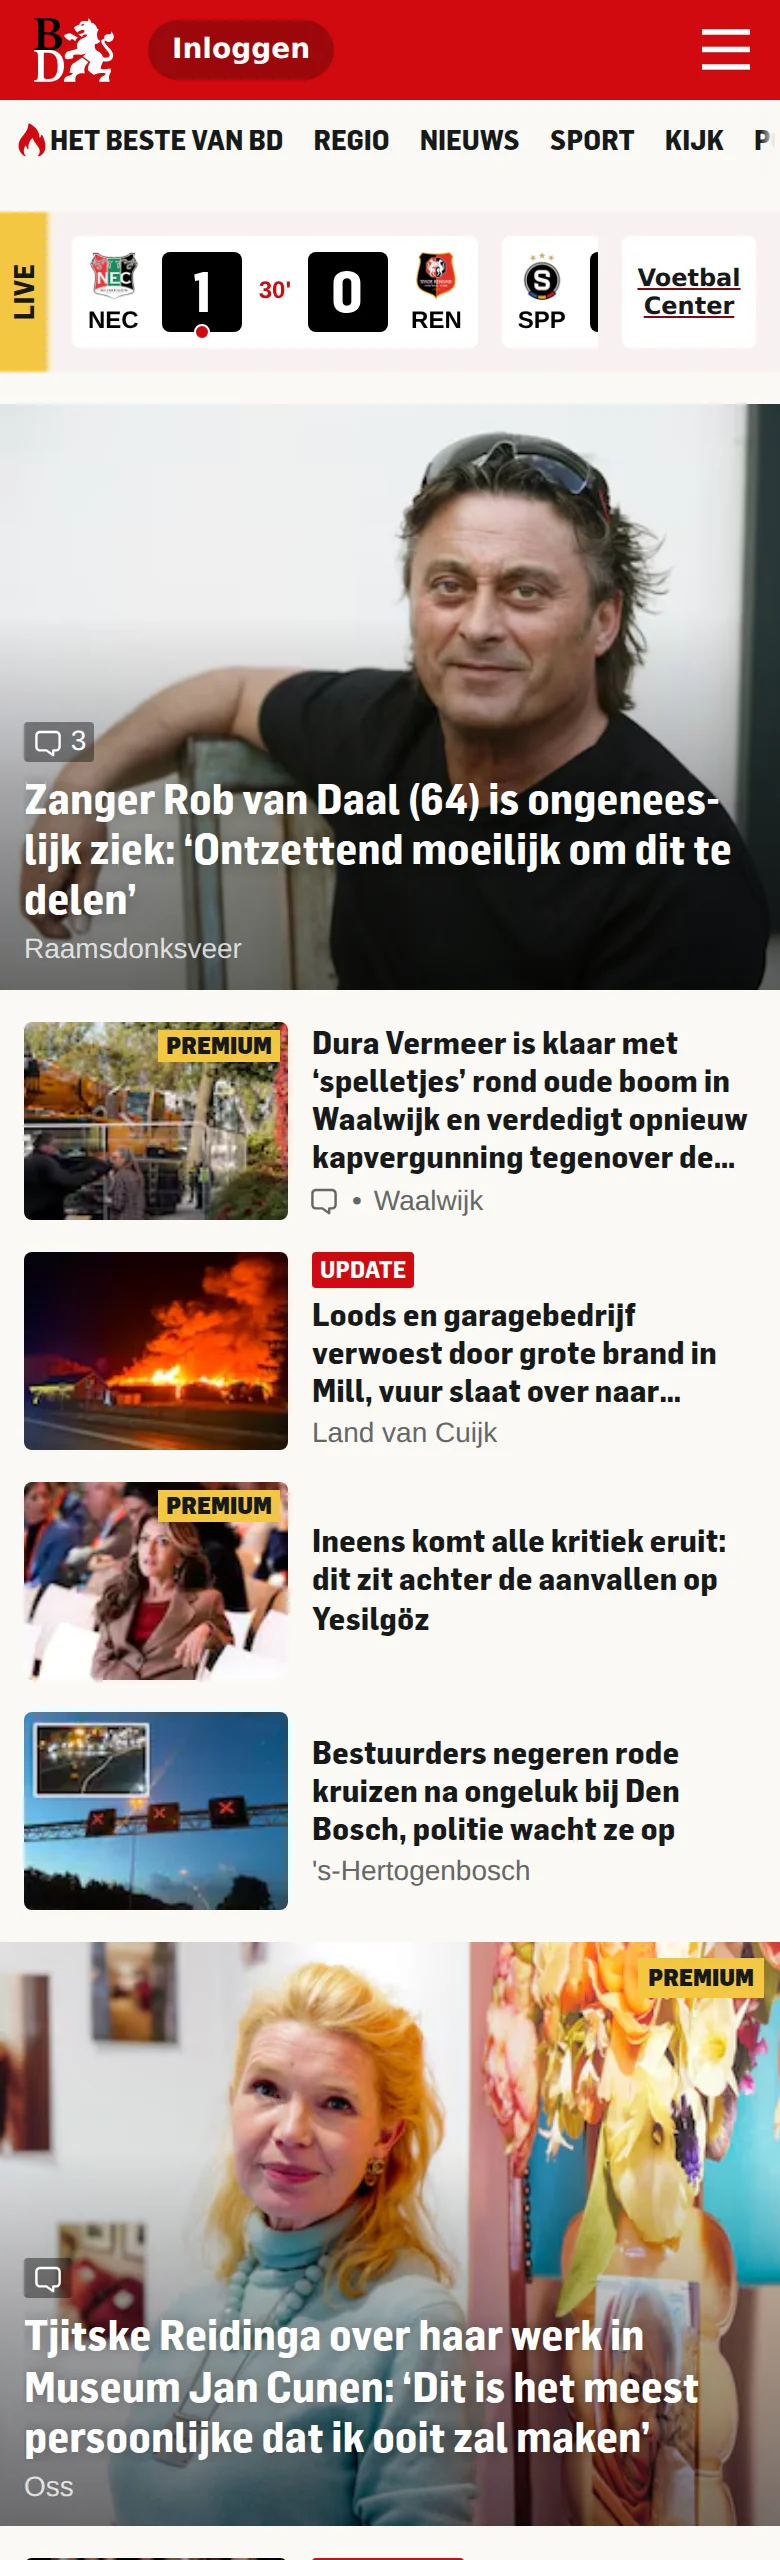 B
D
Inloggen
HET BESTE VAN BD
REGIO
NIEUWS
SPORT
KIJK
LIVE
NEC
NEC
1
30'
0
REN
S
SPP
Voetbal
Center
3
Zanger Rob van Daal (64) is ongenees-
lijk ziek: ‘Ontzettend moeilijk om dit te
delen’
Raamsdonksveer
PREMIUM
Dura Vermeer is klaar met
‘spelletjes’ rond oude boom in
Waalwijk en verdedigt opnieuw
kapvergunning tegenover de...
• Waalwijk
UPDATE
Loods en garagebedrijf
verwoest door grote brand in
Mill, vuur slaat over naar...
Land van Cuijk
PREMIUM
Ineens komt alle kritiek eruit:
dit zit achter de aanvallen op
Yesilgöz
Bestuurders negeren rode
kruizen na ongeluk bij Den
Bosch, politie wacht ze op
's-Hertogenbosch
PREMIUM
Tjitske Reidinga over haar werk in
Museum Jan Cunen: ‘Dit is het meest
persoonlijke dat ik ooit zal maken’
Oss